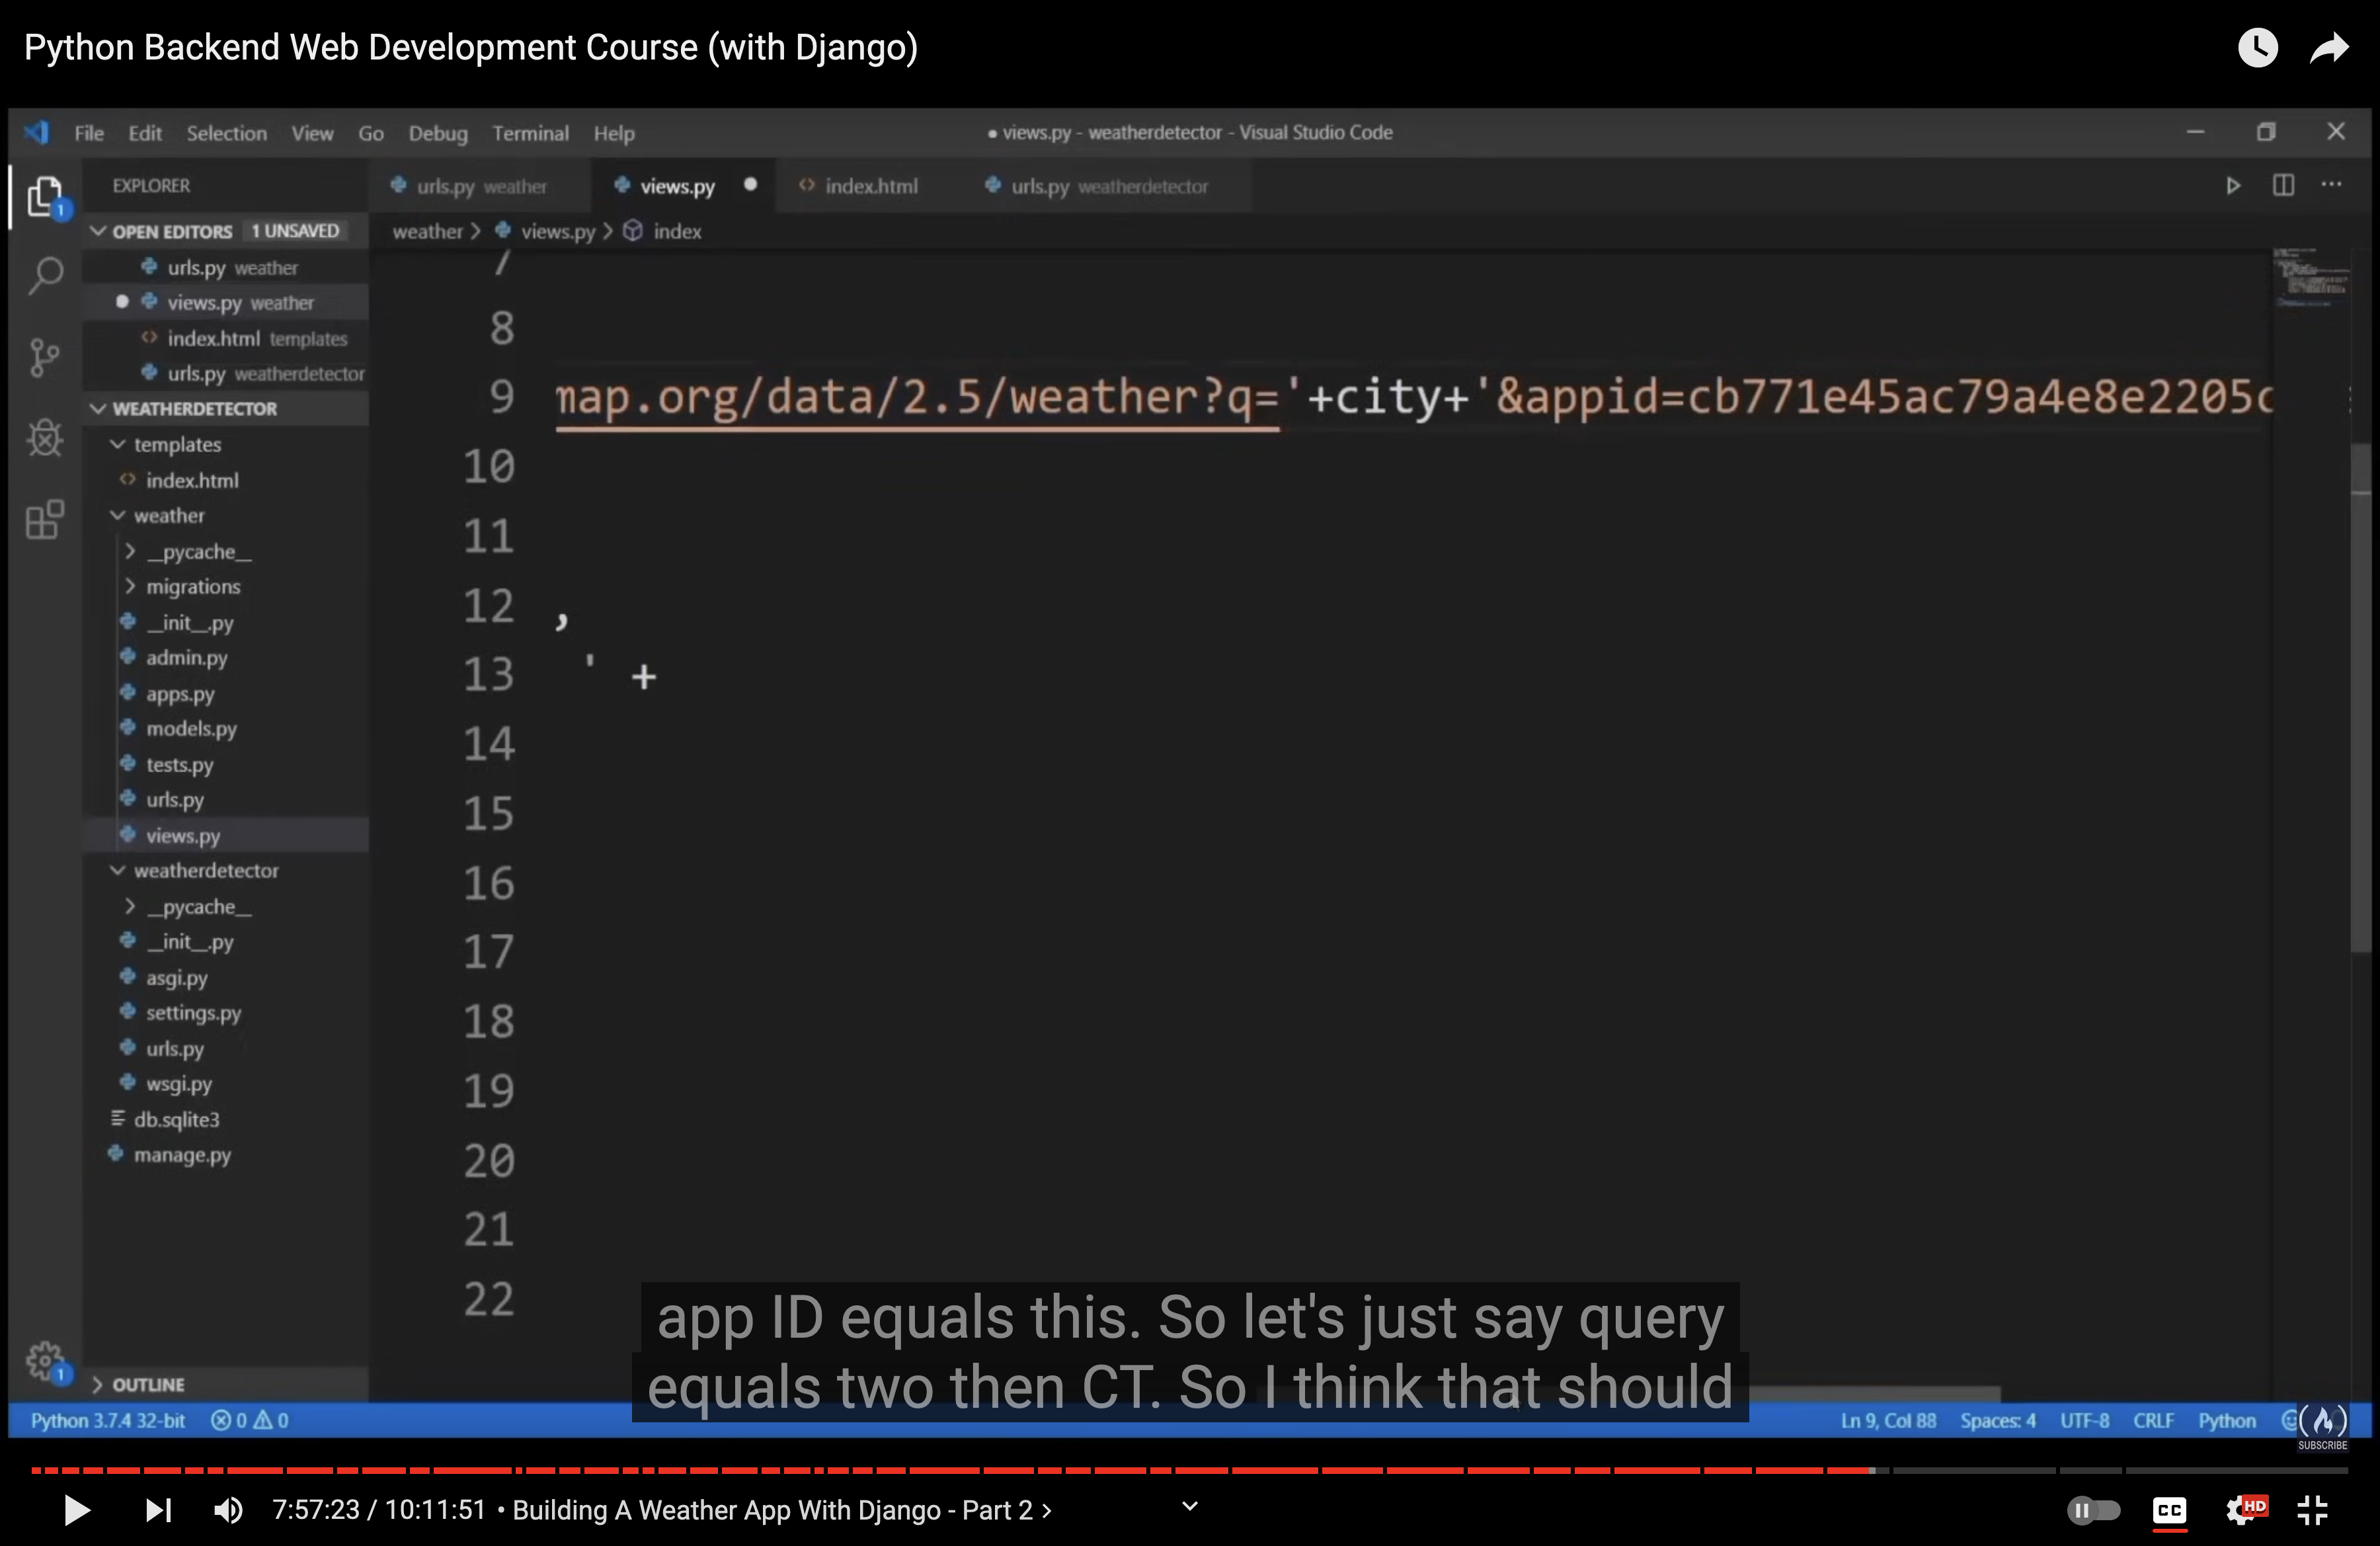 Python Backend Web Development Course (with Django)
File Edit Selection View Go Debug Terminal Help
● views.py - weatherdetector - Visual Studio Code
EXPLORER
urls.py weather
views.py
index.html
urls.py weatherdetector
OPEN EDITORS 1 UNSAVED
weather > views.py > index
urls.py weather
views.py weather
index.html templates
urls.py weatherdetector
WEATHERDETECTOR
templates
index.html
weather
__pycache__
migrations
__init__.py
admin.py
apps.py
models.py
tests.py
urls.py
views.py
weatherdetector
__pycache__
__init__.py
asgi.py
settings.py
urls.py
wsgi.py
db.sqlite3
manage.py
OUTLINE
1
1
7
8
9 map.org/data/2.5/weather?q='+city+'&appid=cb771e45ac79a4e8e2205c
10
11
12 ,
13 ' +
14
15
16
17
18
19
20
21
22
app ID equals this. So let's just say query
equals two then CT. So I think that should
Python 3.7.4 32-bit 0 0
Ln 9, Col 88 Spaces: 4 UTF-8 CRLF Python
SUBSCRIBE
7:57:23 / 10:11:51 • Building A Weather App With Django - Part 2 >
CC
HD